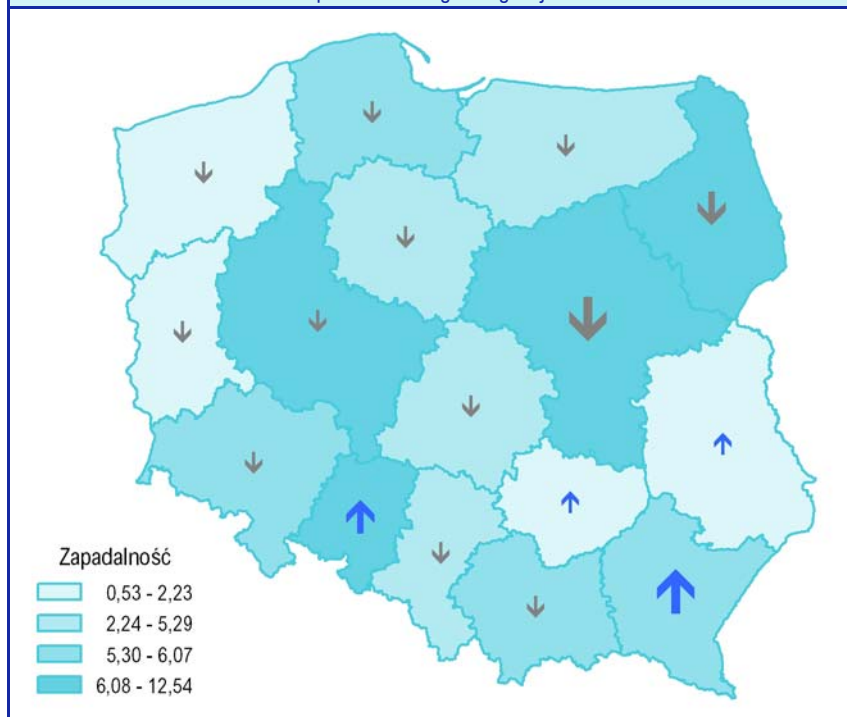 Zapadalność
0,53 - 2,23
2,24 - 5,29
5,30 - 6,07
6,08 - 12,54